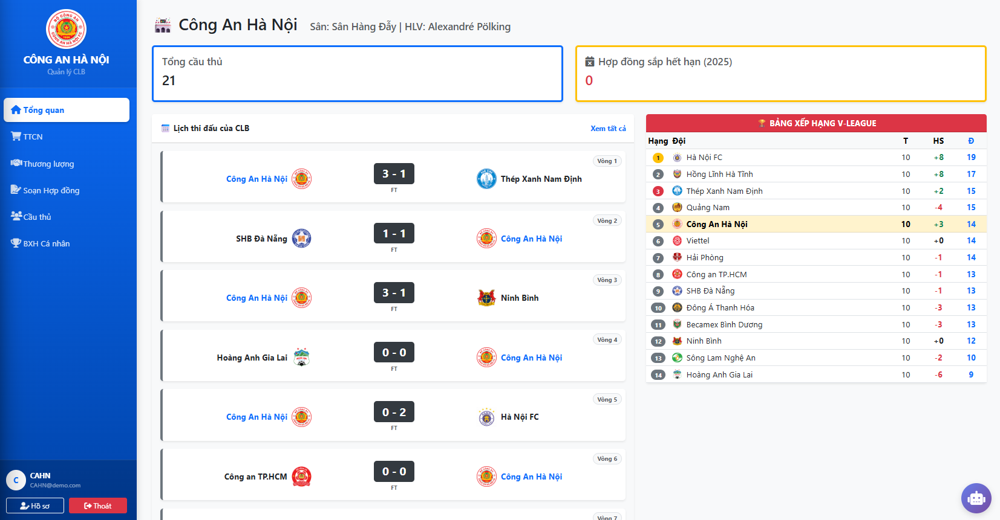 CÔNG AN HÀ NỘI
Quản lý CLB
Tổng quan
TTCN
Thương lượng
Soạn Hợp đồng
Cầu thủ
BXH Cá nhân
C
CAHN
CAHN@demo.com
Hồ sơ
Thoát
Công An Hà Nội Sân: Sân Hàng Đẫy | HLV: Alexandré Pölking
Tổng cầu thủ
21
Hợp đồng sắp hết hạn (2025)
0
Lịch thi đấu của CLB Xem tất cả
Vòng 1
Công An Hà Nội 3 - 1 Thép Xanh Nam Định
FT
Vòng 2
SHB Đà Nẵng 1 - 1 Công An Hà Nội
FT
Vòng 3
Công An Hà Nội 3 - 1 Ninh Bình
FT
Vòng 4
Hoàng Anh Gia Lai 0 - 0 Công An Hà Nội
FT
Vòng 5
Công An Hà Nội 0 - 2 Hà Nội FC
FT
Vòng 6
Công an TP.HCM 0 - 0 Công An Hà Nội
FT
Vòng 7
BẢNG XẾP HẠNG V-LEAGUE
Hạng Đội T HS Đ
1 Hà Nội FC 10 +8 19
2 Hồng Lĩnh Hà Tĩnh 10 +8 17
3 Thép Xanh Nam Định 10 +2 15
4 Quảng Nam 10 -4 15
5 Công An Hà Nội 10 +3 14
6 Viettel 10 +0 14
7 Hải Phòng 10 -1 14
8 Công an TP.HCM 10 -1 13
9 SHB Đà Nẵng 10 -1 13
10 Đông Á Thanh Hóa 10 -3 13
11 Becamex Bình Dương 10 -3 13
12 Ninh Bình 10 +0 12
13 Sông Lam Nghệ An 10 -2 10
14 Hoàng Anh Gia Lai 10 -6 9